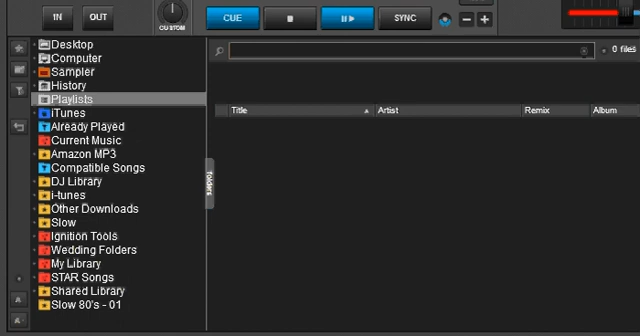 IN OUT CUE SYNC
CUSTOM
Desktop
Computer
Sampler
History
Playlists
iTunes
Already Played
Current Music
Amazon MP3
Compatible Songs
DJ Library
i-tunes
Other Downloads
Slow
Ignition Tools
Wedding Folders
My Library
STAR Songs
Shared Library
Slow 80's - 01
folders
0 files
Title Artist Remix Album